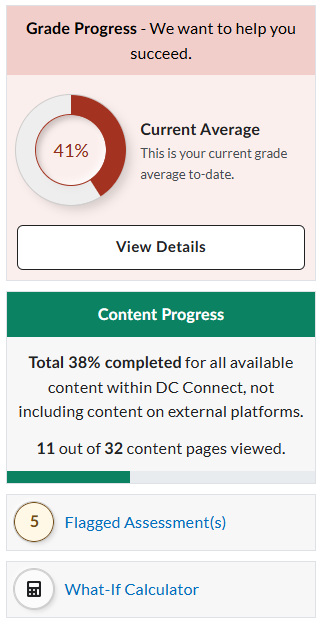 Grade Progress - We want to help you
succeed.
41%
Current Average
This is your current grade
average to-date.
View Details
Content Progress
Total 38% completed for all available
content within DC Connect, not
including content on external platforms.
11 out of 32 content pages viewed.
5
Flagged Assessment(s)
What-If Calculator